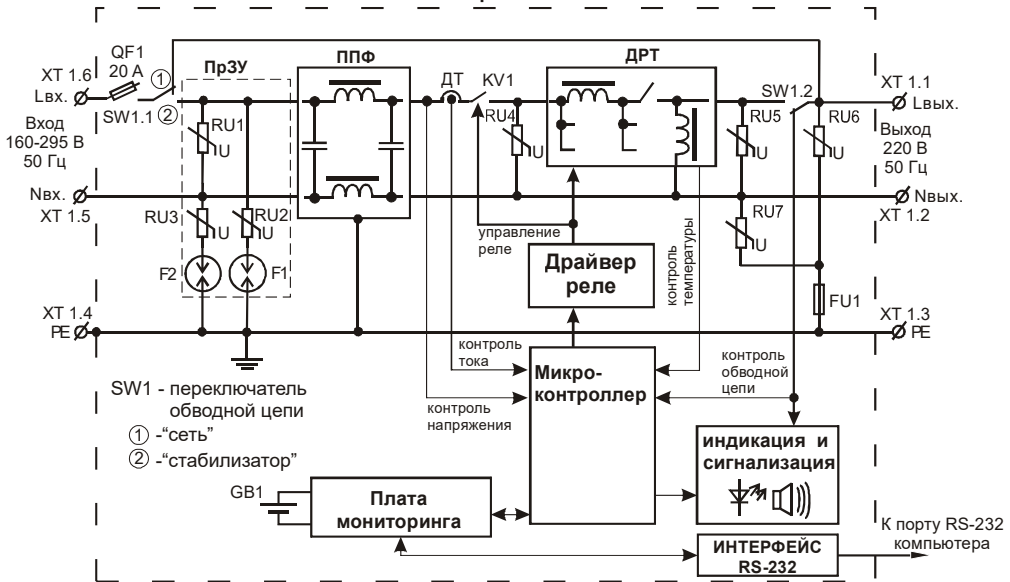 QF1
20 А
ПрЗУ
ППФ
ДТ
KV1
ДРТ
SW1.2
XT 1.6
Lвх.
1
SW1.1
2
Вход
160-295 В
50 Гц
RU1
U
RU4
U
RU5
U
RU6
U
XT 1.1
Lвых.
Выход
220 В
50 Гц
Nвх.
XT 1.5
RU3
U
RU2
U
RU7
U
Nвых.
XT 1.2
F2
F1
управление
реле
Драйвер
реле
контроль
температуры
FU1
XT 1.4
PE
XT 1.3
PE
контроль
тока
контроль
напряжения
Микро-
контроллер
контроль
обводной
цепи
SW1 - переключатель
обводной цепи
1 -“сеть”
2 -“стабилизатор”
индикация и
сигнализация
GB1
Плата
мониторинга
ИНТЕРФЕЙС
RS-232
К порту RS-232
компьютера